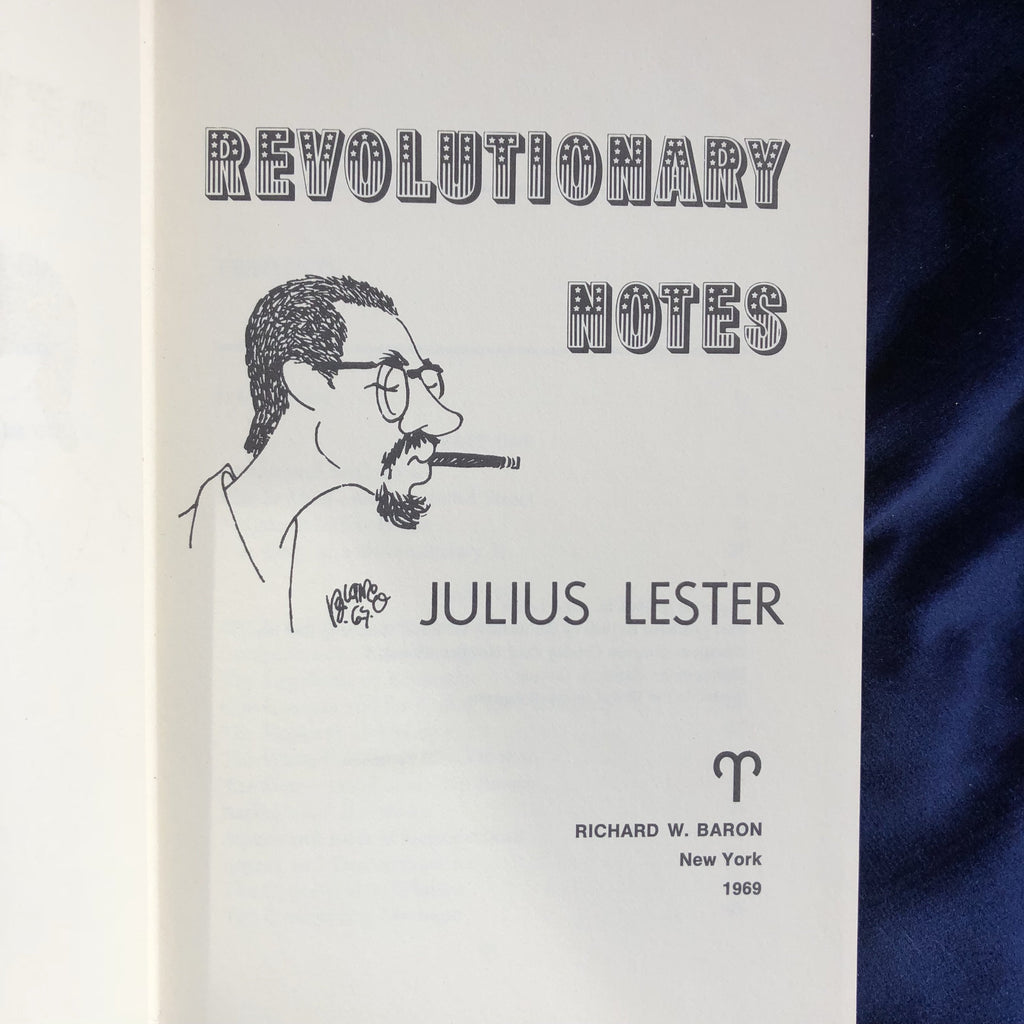 REVOLUTIONARY
NOTES
JULIUS LESTER
RICHARD W. BARON
New York
1969